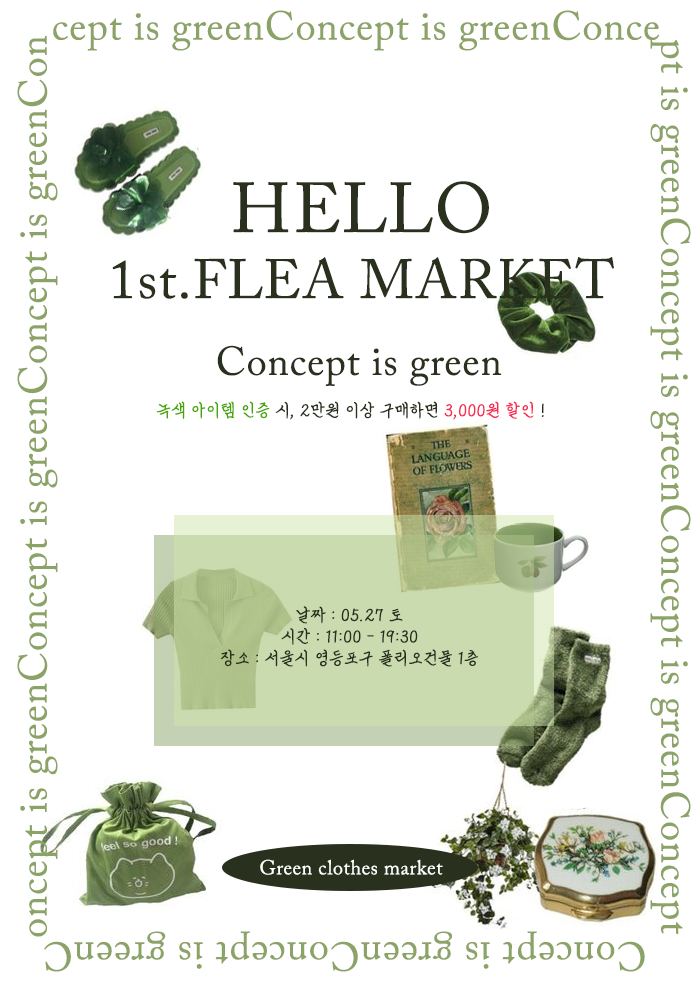 cept is greenConcept is greenConce
pt is greenConcept is greenConcept is greenConcept
Concept is greenConcept is greenC
oncept is greenConcept is greenConcept is greenCon
HELLO
1st.FLEA MARKET
Concept is green
녹색 아이템 인증 시, 2만원 이상 구매하면 3,000원 할인 !
THE
LANGUAGE
OF FLOWERS
날짜 : 05.27 토
시간 : 11:00 - 19:30
장소 : 서울시 영등포구 폴리오건물 1층
feel so good !
Green clothes market